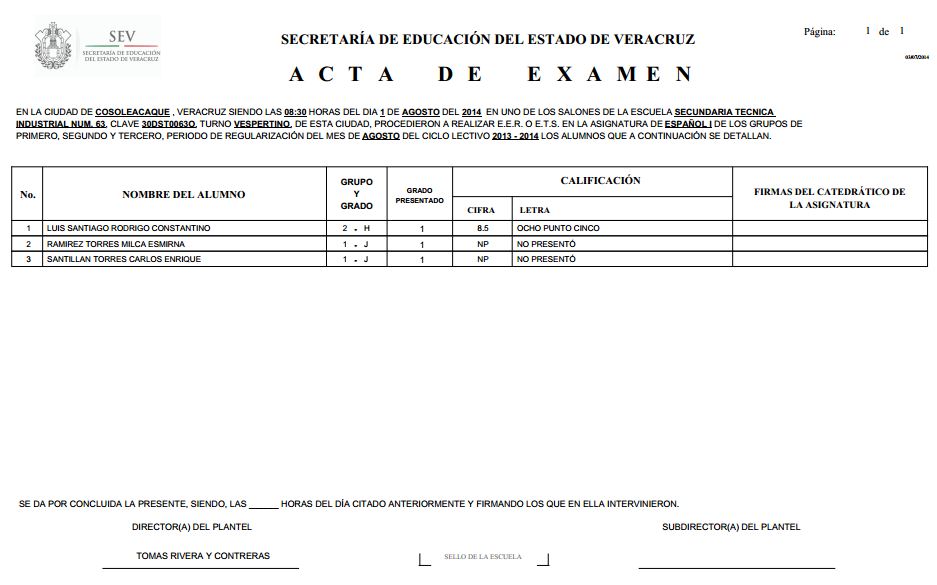 SEV
SECRETARÍA DE EDUCACIÓN
DEL ESTADO DE VERACRUZ
SECRETARÍA DE EDUCACIÓN DEL ESTADO DE VERACRUZ
Página: 1 de 1
03/07/2014
ACTA DE EXAMEN
EN LA CIUDAD DE COSOLEACAQUE , VERACRUZ SIENDO LAS 08:30 HORAS DEL DIA 1 DE AGOSTO DEL 2014 EN UNO DE LOS SALONES DE LA ESCUELA SECUNDARIA TECNICA
INDUSTRIAL NUM. 63, CLAVE 30DST0063O, TURNO VESPERTINO, DE ESTA CIUDAD, PROCEDIERON A REALIZAR E.E.R. O E.T.S. EN LA ASIGNATURA DE ESPAÑOL I DE LOS GRUPOS DE
PRIMERO, SEGUNDO Y TERCERO, PERIODO DE REGULARIZACIÓN DEL MES DE AGOSTO DEL CICLO LECTIVO 2013 - 2014 LOS ALUMNOS QUE A CONTINUACIÓN SE DETALLAN.
No.
NOMBRE DEL ALUMNO
GRUPO
Y
GRADO
GRADO
PRESENTADO
CALIFICACIÓN
CIFRA
LETRA
FIRMAS DEL CATEDRÁTICO DE
LA ASIGNATURA
1 LUIS SANTIAGO RODRIGO CONSTANTINO 2 - H 1 8.5 OCHO PUNTO CINCO
2 RAMIREZ TORRES MILCA ESMIRNA 1 - J 1 NP NO PRESENTÓ
3 SANTILLAN TORRES CARLOS ENRIQUE 1 - J 1 NP NO PRESENTÓ
SE DA POR CONCLUIDA LA PRESENTE, SIENDO, LAS ______ HORAS DEL DÍA CITADO ANTERIORMENTE Y FIRMANDO LOS QUE EN ELLA INTERVINIERON.
DIRECTOR(A) DEL PLANTEL
SUBDIRECTOR(A) DEL PLANTEL
TOMAS RIVERA Y CONTRERAS
SELLO DE LA ESCUELA